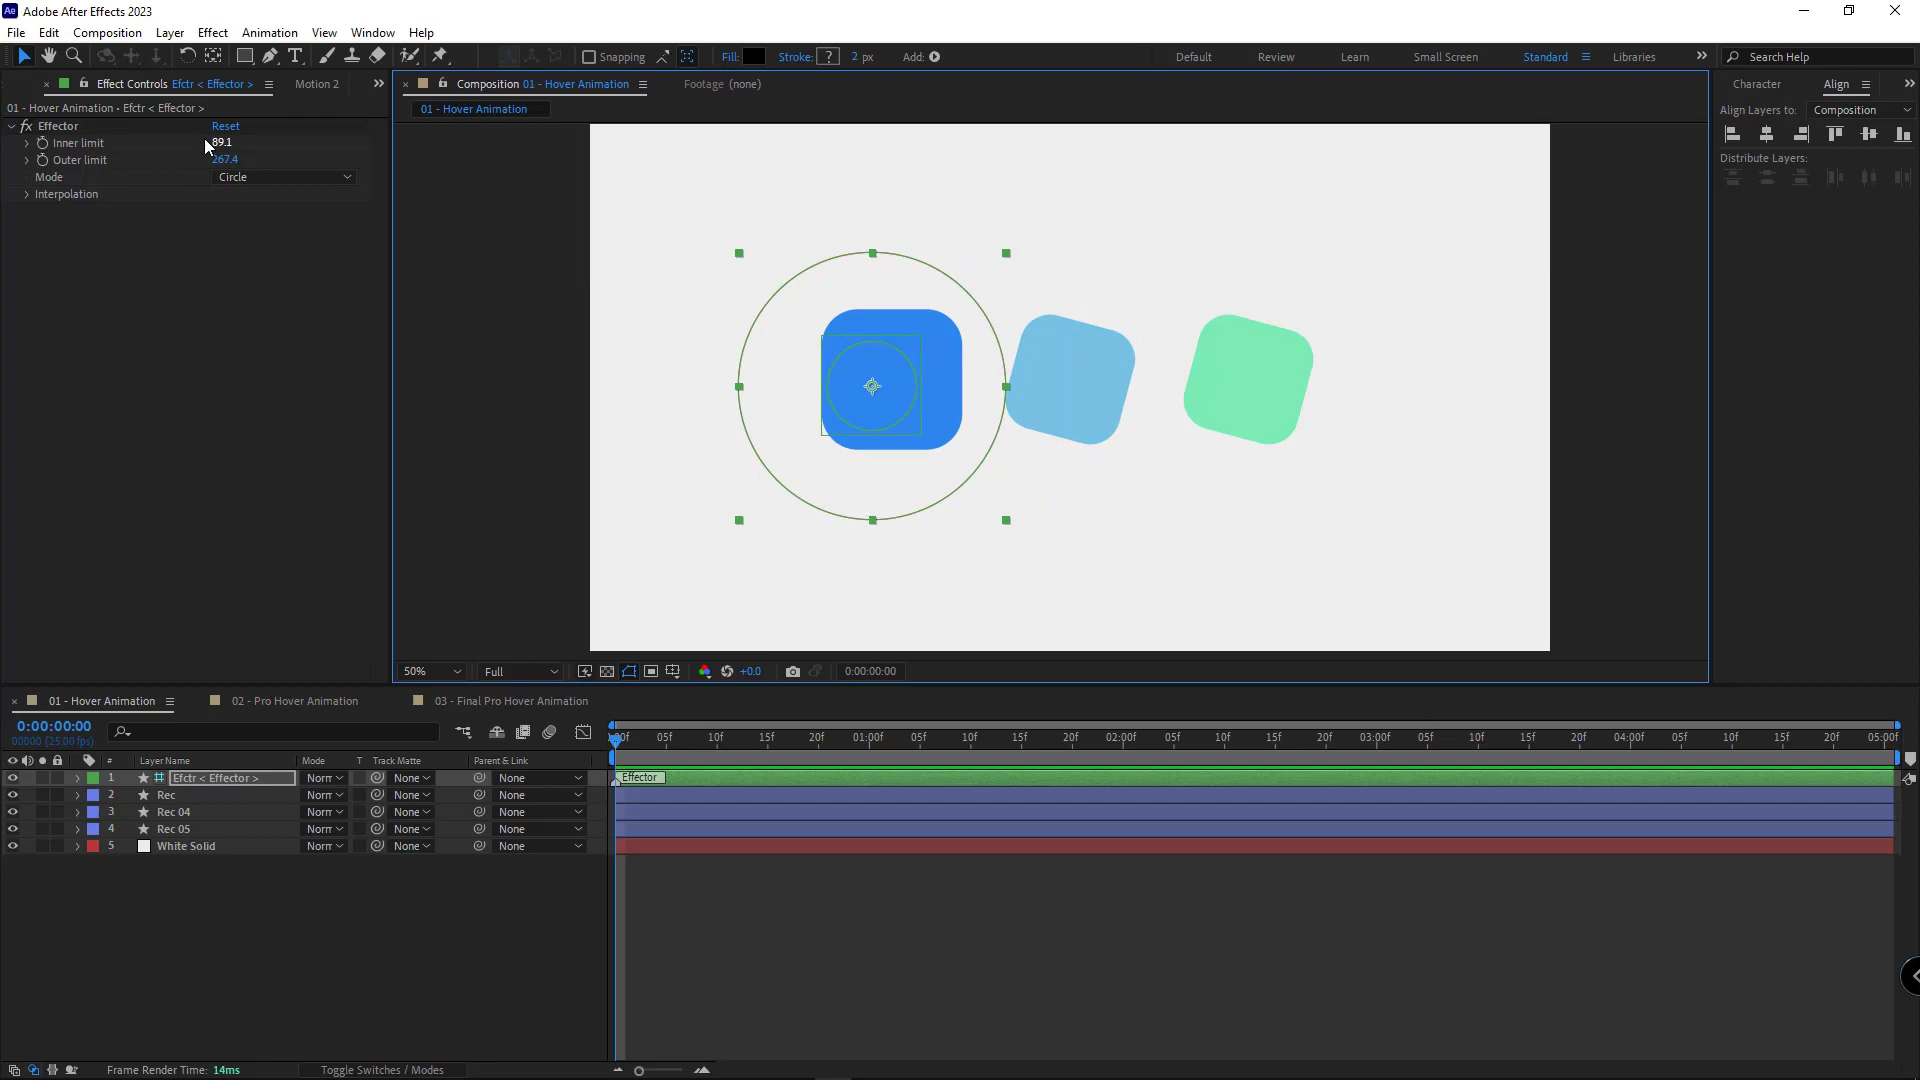 Ae Adobe After Effects 2023
File Edit Composition Layer Effect Animation View Window Help
Snapping Fill: Stroke: ? 2 px Add: Default Review Learn Small Screen Standard Libraries Search Help
Effect Controls Efctr < Effector > Motion 2
Composition 01 - Hover Animation Footage (none)
Character Align
01 - Hover Animation • Efctr < Effector >
01 - Hover Animation
Align Layers to: Composition
fx Effector Reset
Inner limit 89.1
Outer limit 267.4
Mode Circle
Interpolation
Distribute Layers:
50% Full +0.0 0:00:00:00
01 - Hover Animation 02 - Pro Hover Animation 03 - Final Pro Hover Animation
0:00:00:00
00000 (25.00 fps)
:00f 05f 10f 15f 20f 01:00f 05f 10f 15f 20f 02:00f 05f 10f 15f 20f 03:00f 05f 10f 15f 20f 04:00f 05f 10f 15f 20f 05:00f
# Layer Name Mode T Track Matte Parent & Link
1 Efctr < Effector > Norr None None Effector
2 Rec Norr None None
3 Rec 04 Norr None None
4 Rec 05 Norr None None
5 White Solid Norr None None
Frame Render Time: 14ms Toggle Switches / Modes